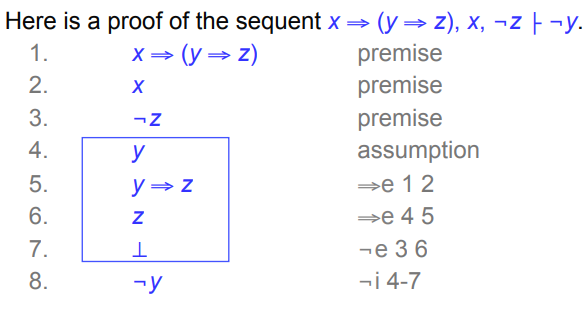 Here is a proof of the sequent x ⇒ (y ⇒ z), x, ¬z ├ ¬y.
1. x ⇒ (y ⇒ z) premise
2. x premise
3. ¬z premise
4. y assumption
5. y ⇒ z ⇒e 1 2
6. z ⇒e 4 5
7. ⊥ ¬e 3 6
8. ¬y ¬i 4-7